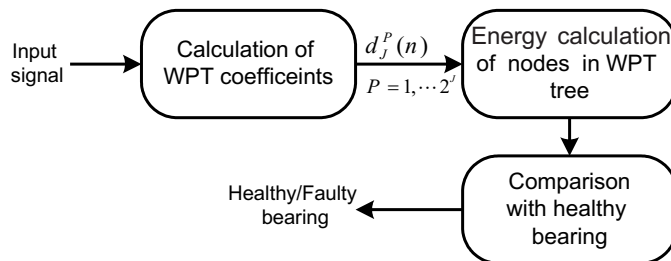 Input
signal
Calculation of
WPT coefficeints
d_J^P(n)
P = 1, ⋯ 2^J
Energy calculation
of nodes in WPT
tree
Comparison
with healthy
bearing
Healthy/Faulty
bearing